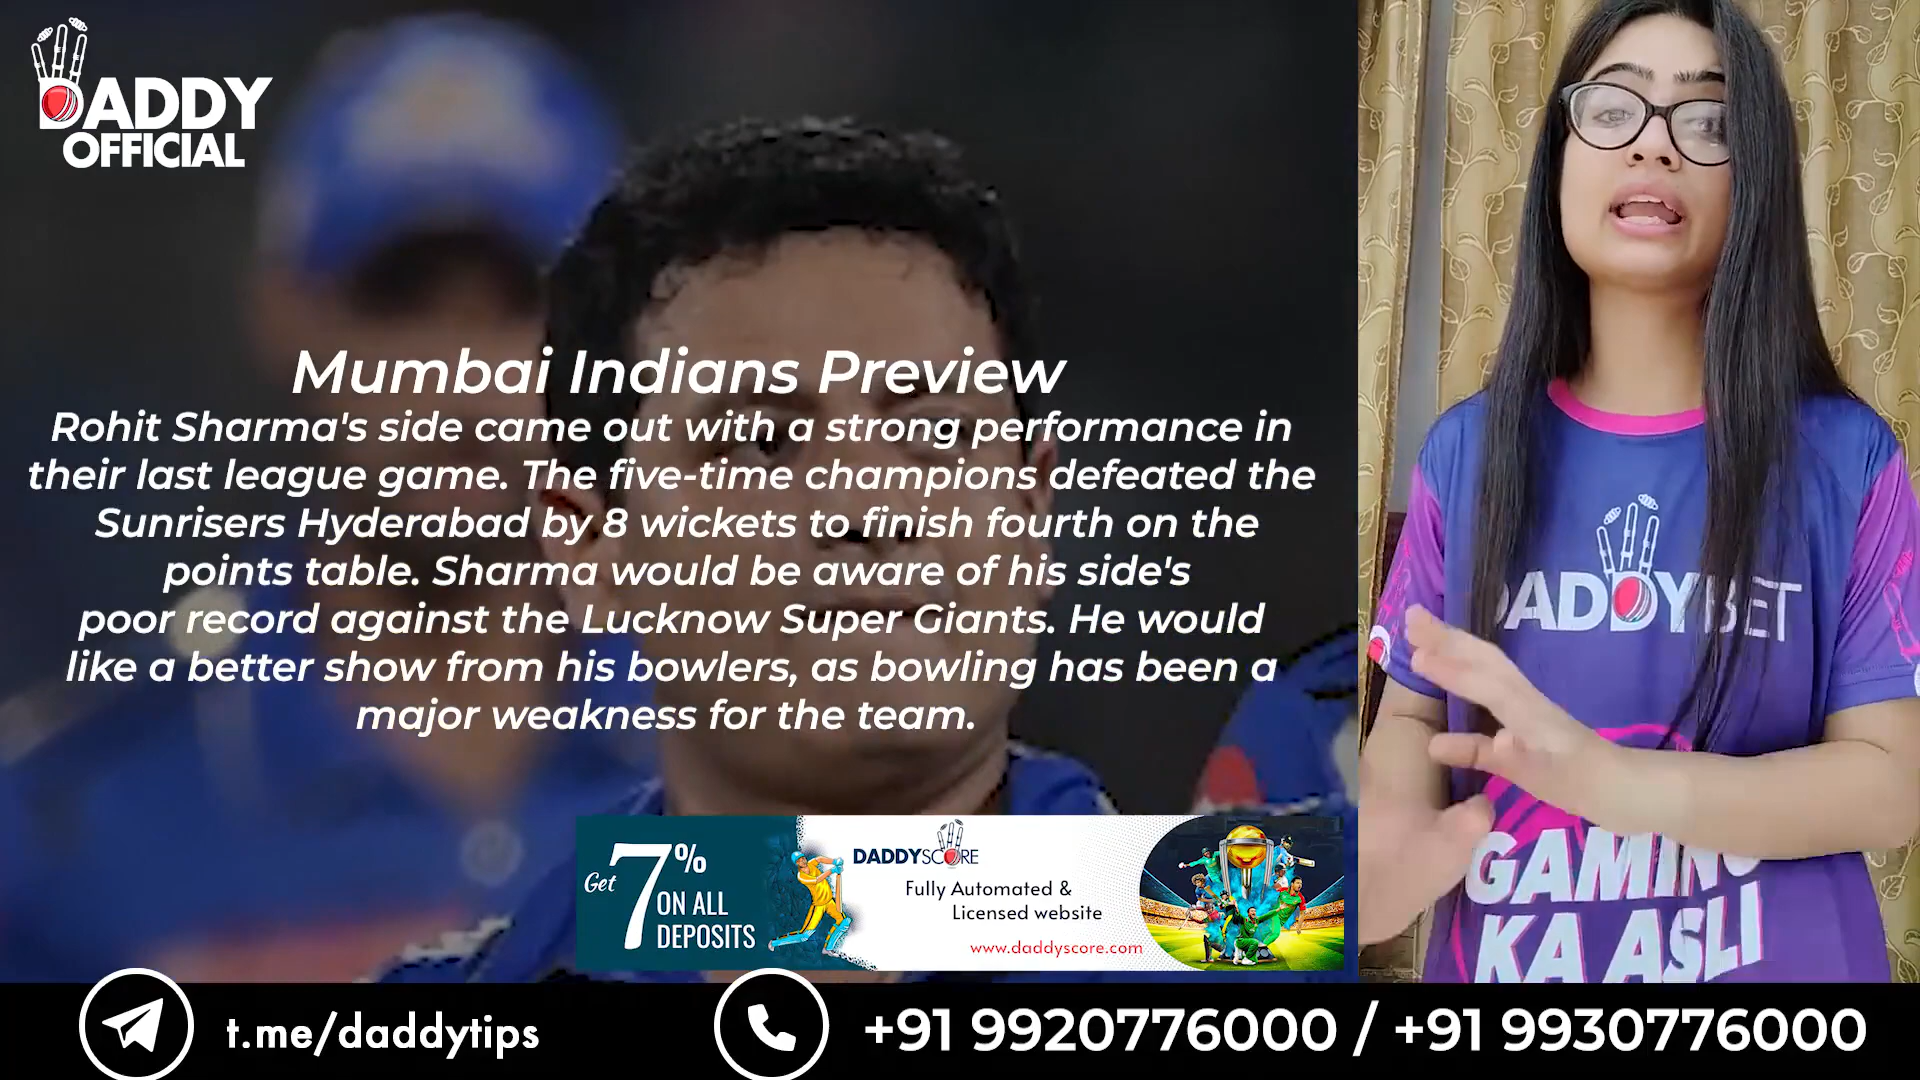 DADDY
OFFICIAL
Mumbai Indians Preview
Rohit Sharma's side came out with a strong performance in
their last league game. The five-time champions defeated the
Sunrisers Hyderabad by 8 wickets to finish fourth on the
points table. Sharma would be aware of his side's
poor record against the Lucknow Super Giants. He would
like a better show from his bowlers, as bowling has been a
major weakness for the team.
DADDYBET
GAMING
KA ASLI
Get 7%
ON ALL
DEPOSITS
DADDYSCORE
Fully Automated &
Licensed website
www.daddyscore.com
t.me/daddytips
+91 9920776000 / +91 9930776000